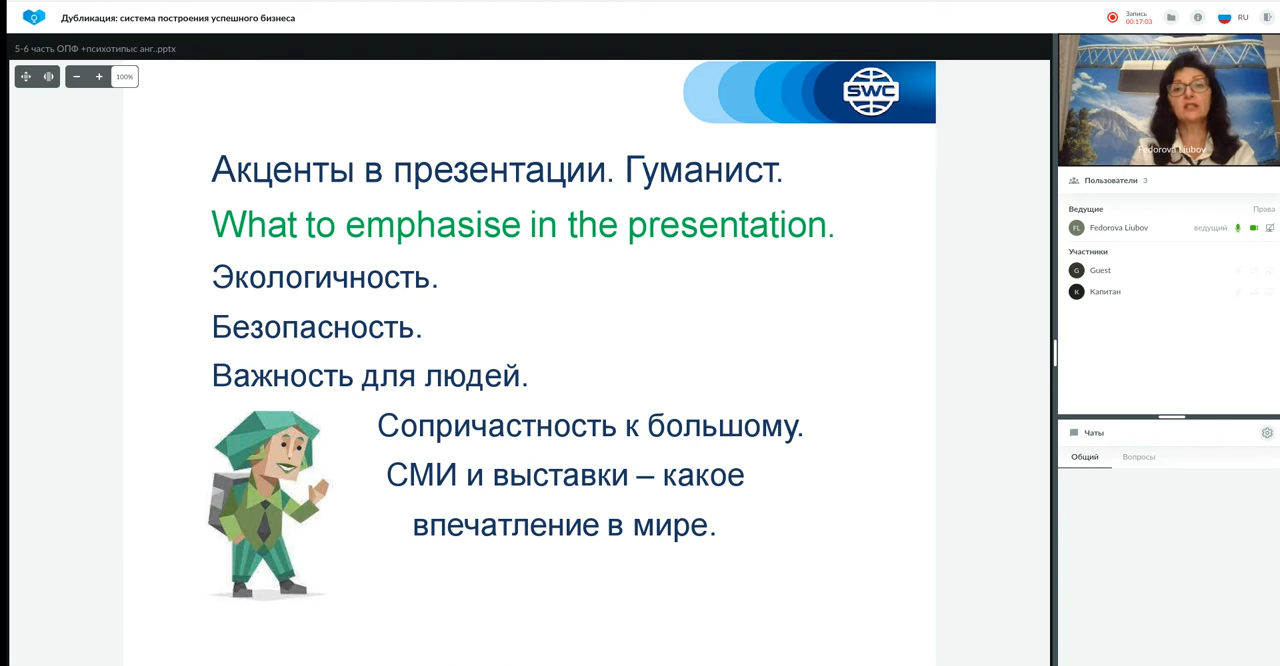 Дубликация: система построения успешного бизнеса
Запись
00:17:03
RU
5-6 часть ОПФ +психотипыс анг..pptx
100%
SWC
Акценты в презентации. Гуманист.
What to emphasise in the presentation.
Экологичность.
Безопасность.
Важность для людей.
Сопричастность к большому.
СМИ и выставки – какое
впечатление в мире.
Fedorova Liubov
Пользователи 3
Ведущие Права
FL Fedorova Liubov ведущий
Участники
G Guest
К Капитан
Чаты
Общий Вопросы